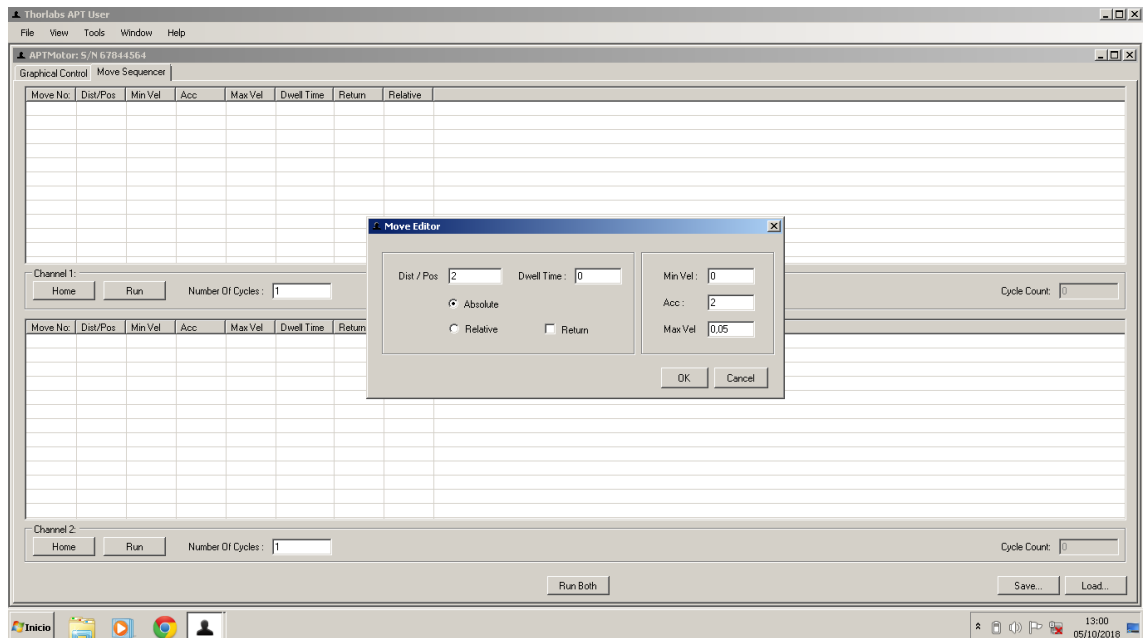 Thorlabs APT User
File View Tools Window Help
APTMotor: S/N 67844564
Graphical Control Move Sequencer
Move No: Dist/Pos Min Vel Acc Max Vel Dwell Time Return Relative
Move Editor
Dist / Pos 2 Dwell Time : 0 Min Vel : 0
Absolute Acc : 2
Relative Return Max Vel 0,05
OK Cancel
Channel 1:
Home Run Number Of Cycles : 1 Cycle Count: 0
Move No: Dist/Pos Min Vel Acc Max Vel Dwell Time Return
Channel 2:
Home Run Number Of Cycles : 1 Cycle Count: 0
Run Both Save... Load...
Inicio 13:00
05/10/2018